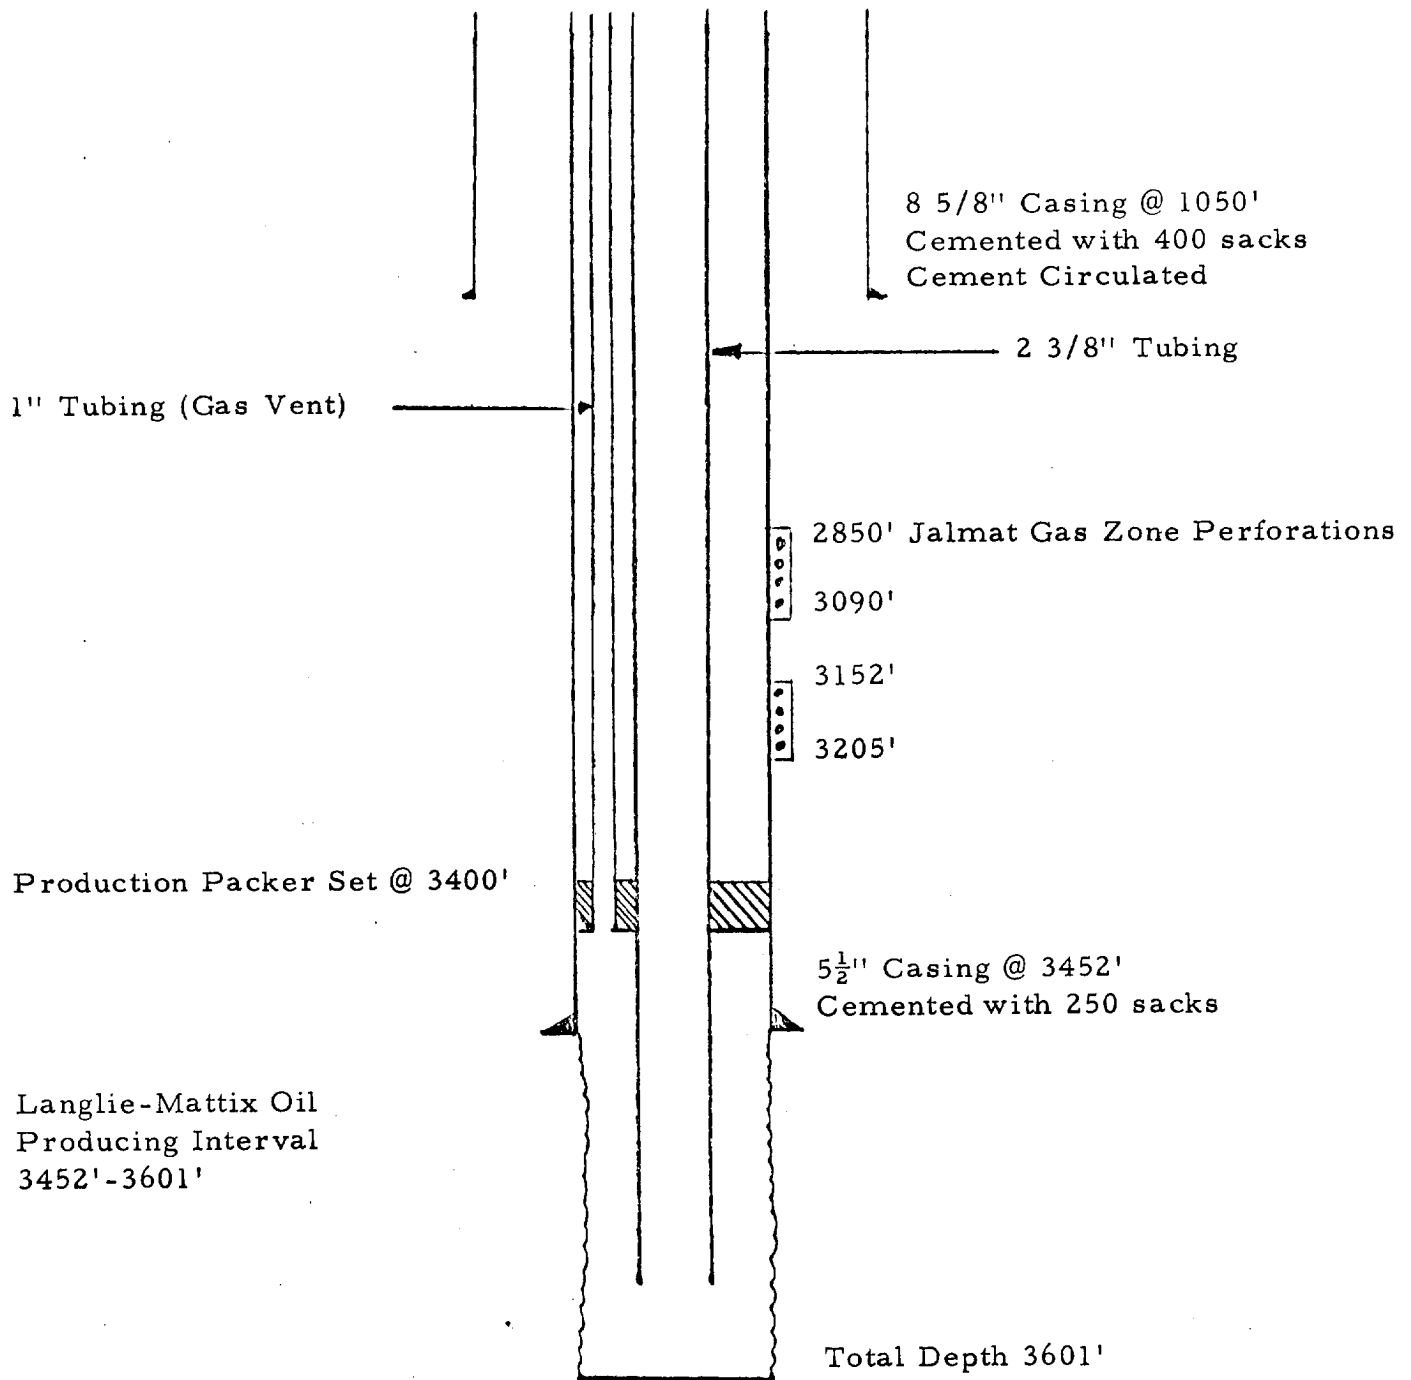 8 5/8" Casing @ 1050'
Cemented with 400 sacks
Cement Circulated
2 3/8" Tubing
1" Tubing (Gas Vent)
2850' Jalmat Gas Zone Perforations
3090'
3152'
3205'
Production Packer Set @ 3400'
5½" Casing @ 3452'
Cemented with 250 sacks
Langlie-Mattix Oil
Producing Interval
3452'-3601'
Total Depth 3601'